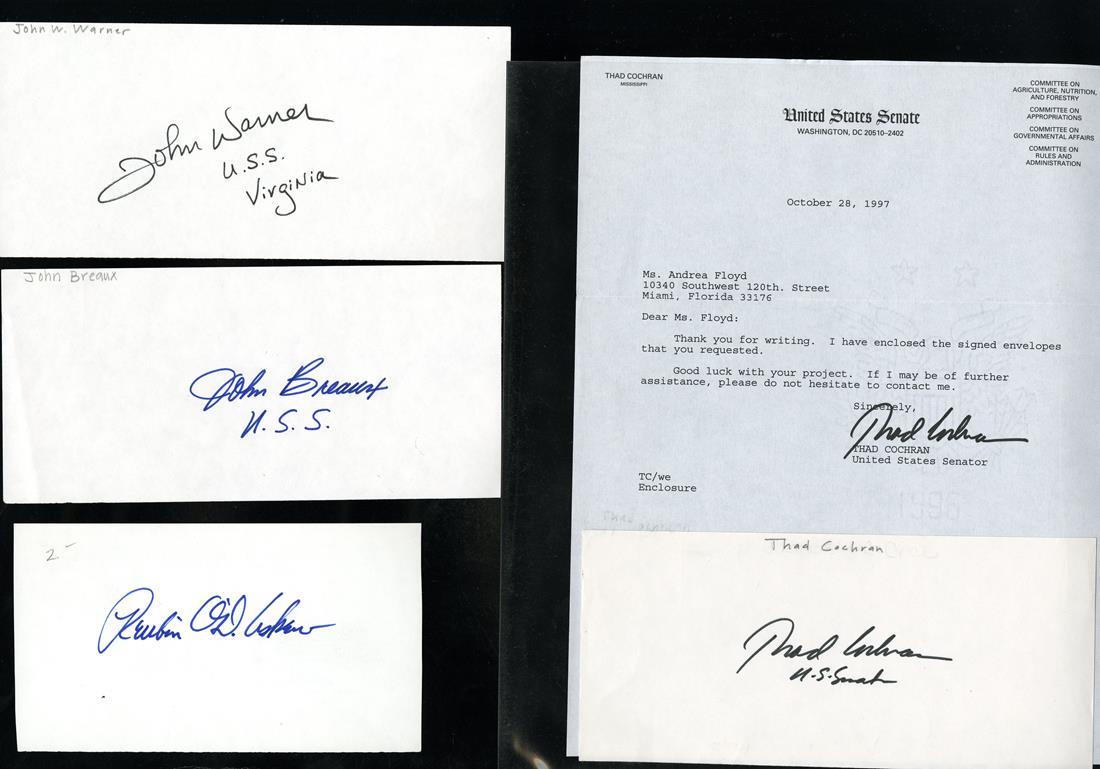 John W. Warner
John Warner
U.S.S.
Virginia
John Breaux
John Breaux
U.S.S.
2-
Reubin O'D. Askew
THAD COCHRAN
MISSISSIPPI
United States Senate
WASHINGTON, DC 20510-2402
COMMITTEE ON
AGRICULTURE, NUTRITION,
AND FORESTRY
COMMITTEE ON
APPROPRIATIONS
COMMITTEE ON
GOVERNMENTAL AFFAIRS
COMMITTEE ON
RULES AND
ADMINISTRATION
October 28, 1997
Ms. Andrea Floyd
10340 Southwest 120th. Street
Miami, Florida 33176
Dear Ms. Floyd:
Thank you for writing. I have enclosed the signed envelopes
that you requested.
Good luck with your project. If I may be of further
assistance, please do not hesitate to contact me.
Sincerely,
Thad Cochran
THAD COCHRAN
United States Senator
TC/we
Enclosure
Thad Cochran
Thad Cochran
U.S. Senator